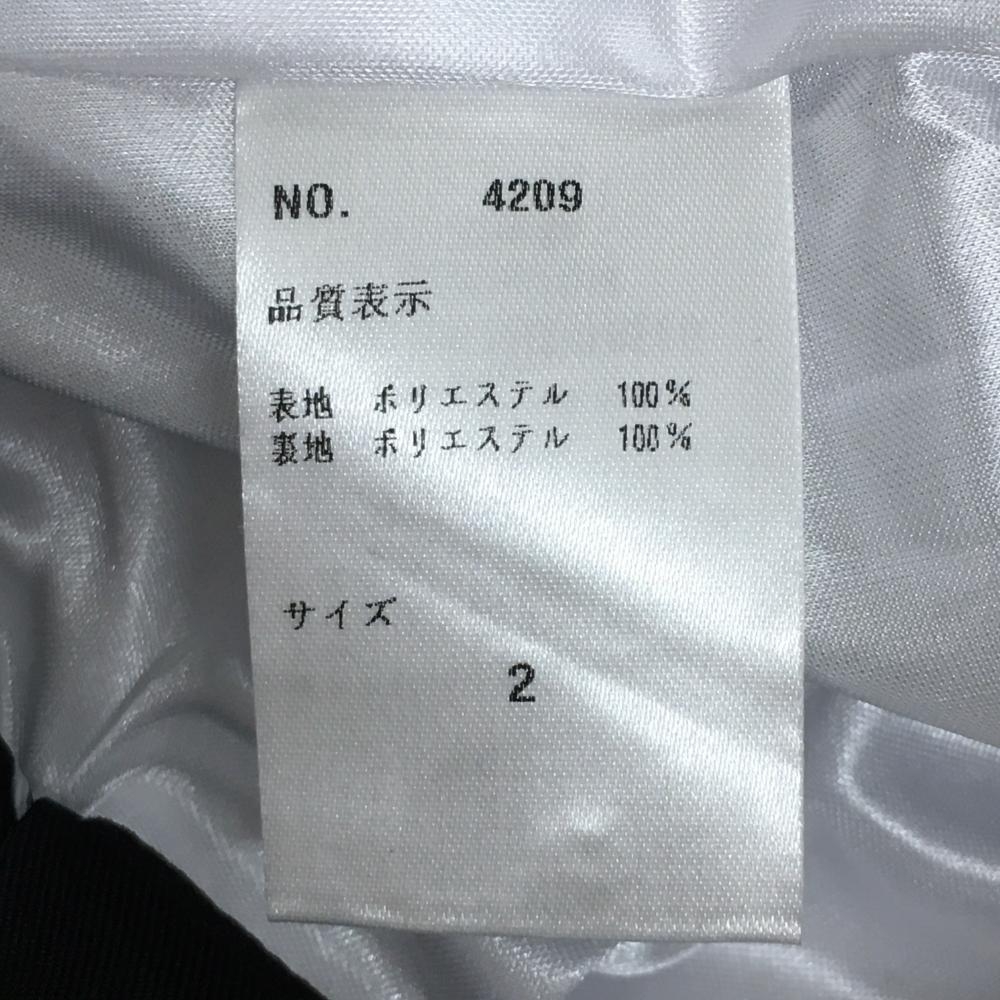 NO. 4209
品質表示
表地 ポリエステル 100%
裏地 ポリエステル 100%
サイズ
2